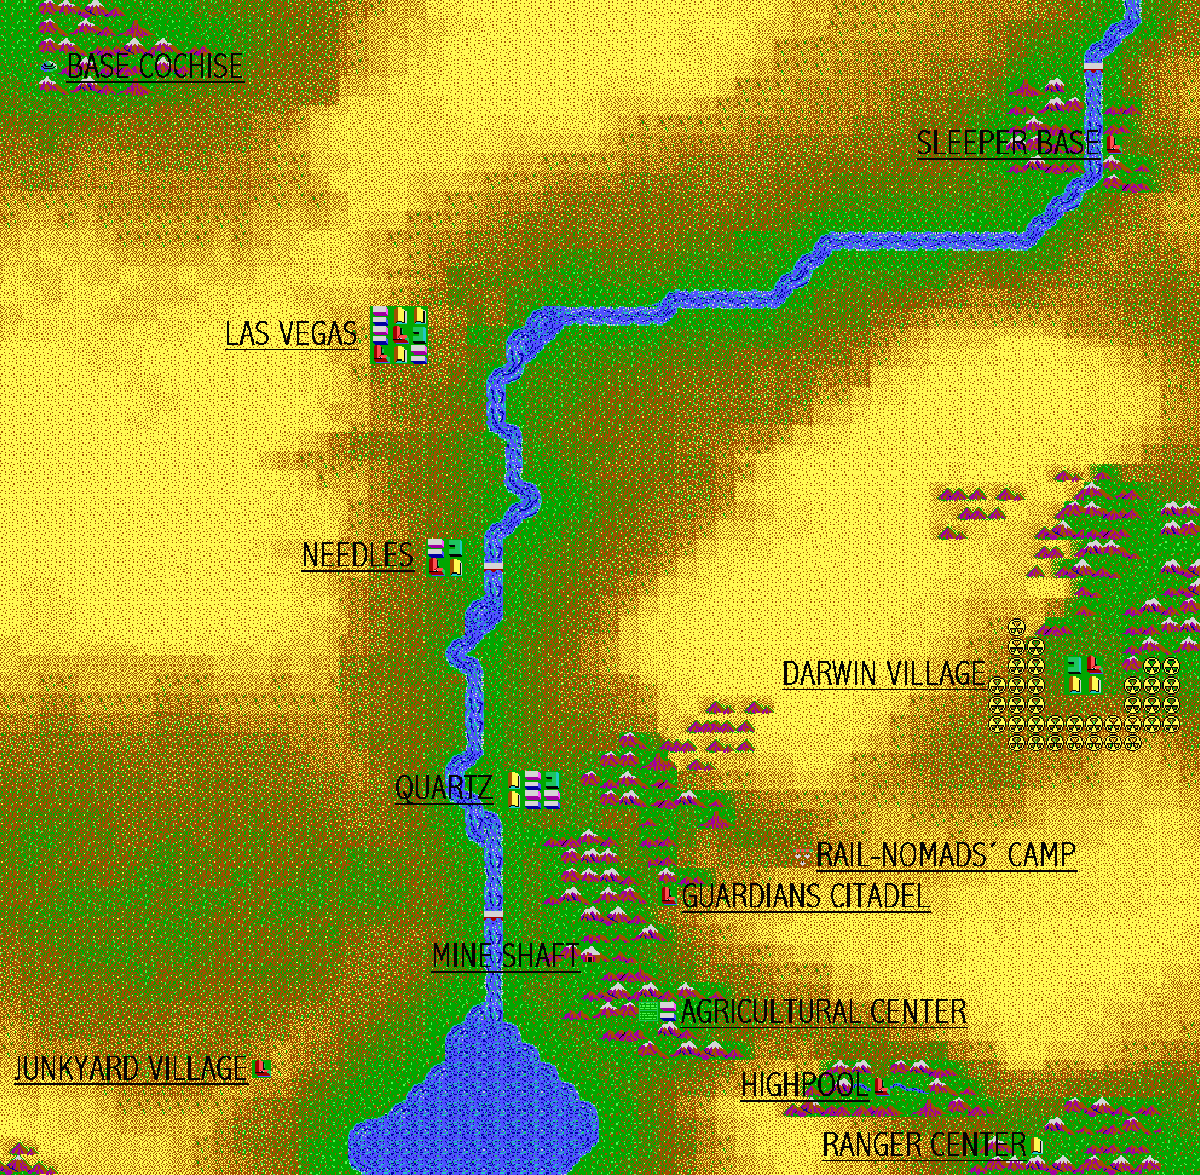 BASE COCHISE
SLEEPER BASE
LAS VEGAS
NEEDLES
DARWIN VILLAGE
QUARTZ
RAIL-NOMADS´ CAMP
GUARDIANS CITADEL
MINE SHAFT
AGRICULTURAL CENTER
JUNKYARD VILLAGE
HIGHPOOL
RANGER CENTER